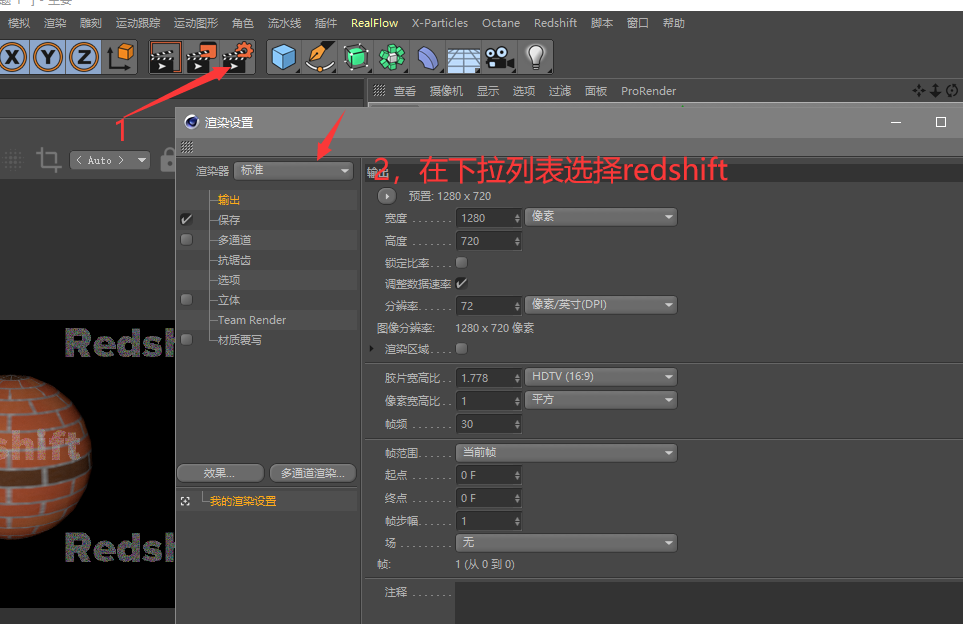 模拟 渲染 雕刻 运动跟踪 运动图形 角色 流水线 插件 RealFlow X-Particles Octane Redshift 脚本 窗口 帮助
X Y Z
查看 摄像机 显示 选项 过滤 面板 ProRender
1
渲染设置
< Auto >
渲染器 标准
2，在下拉列表选择redshift
输出
输出
预置: 1280 x 720
保存
宽度 1280 像素
多通道
高度 720
抗锯齿
锁定比率
选项
调整数据速率
立体
分辨率 72 像素/英寸(DPI)
Team Render
图像分辨率: 1280 x 720 像素
材质覆写
渲染区域
Redsh
胶片宽高比 1.778 HDTV (16:9)
像素宽高比 1 平方
帧频 30
shift
帧范围 当前帧
效果... 多通道渲染...
起点 0 F
我的渲染设置
终点 0 F
帧步幅 1
场 无
Redsh
帧: 1 (从 0 到 0)
注释